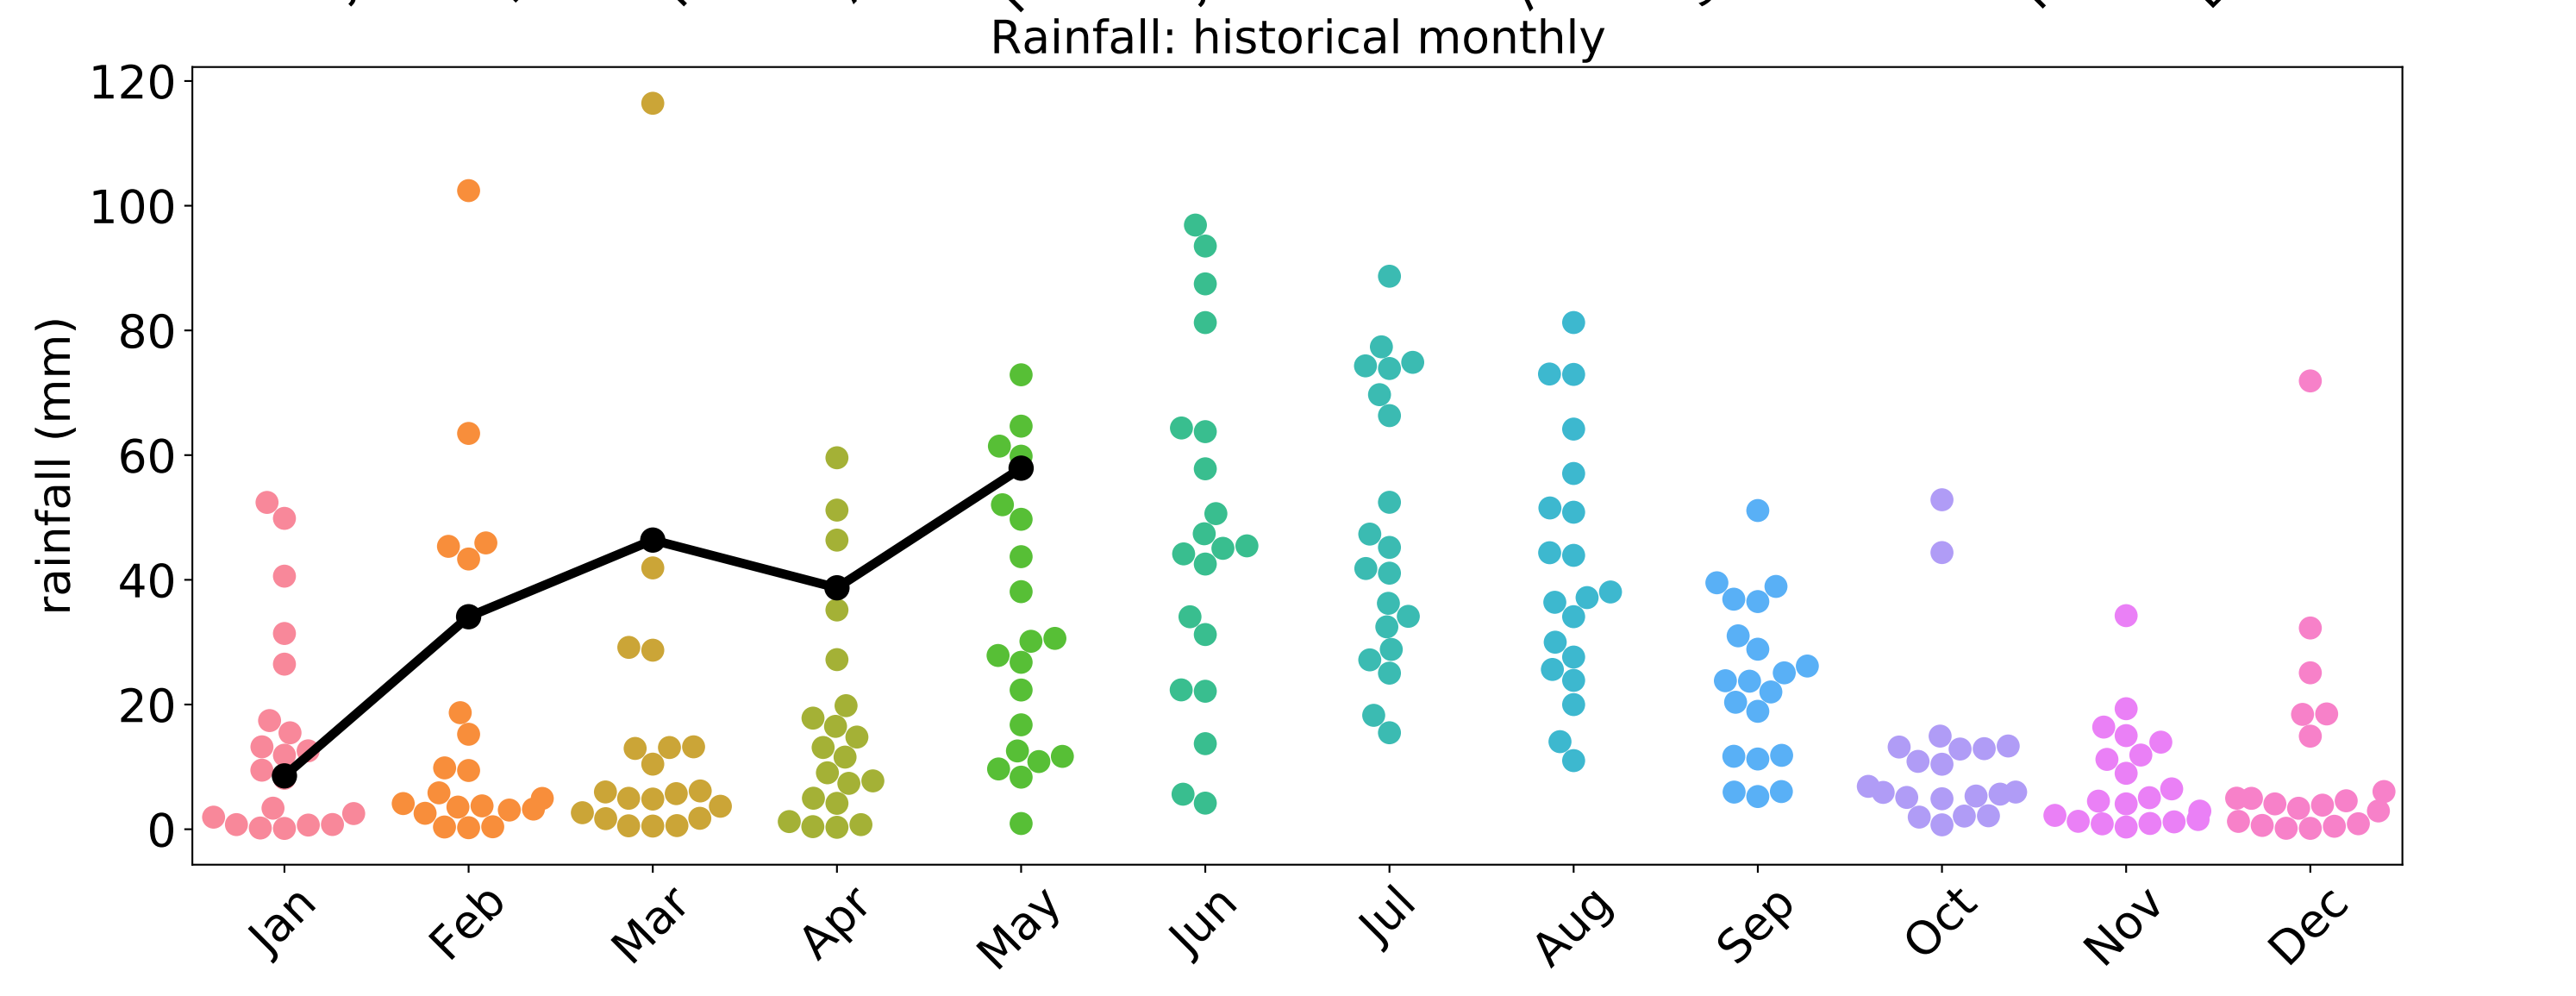 Rainfall: historical monthly
120
100
80
60
40
20
0
rainfall (mm)
Jan
Feb
Mar
Apr
May
Jun
Jul
Aug
Sep
Oct
Nov
Dec